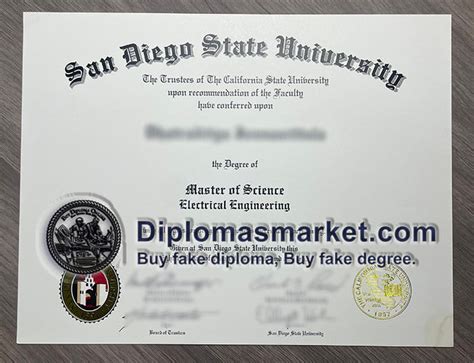 San Diego State University
The Trustees of The California State University
upon recommendation of the Faculty
have conferred upon
the Degree of
Master of Science
Electrical Engineering
Diplomasmarket.com
Given at San Diego State University this
Buy fake diploma, Buy fake degree.
Board of Trustees
San Diego State University
1857